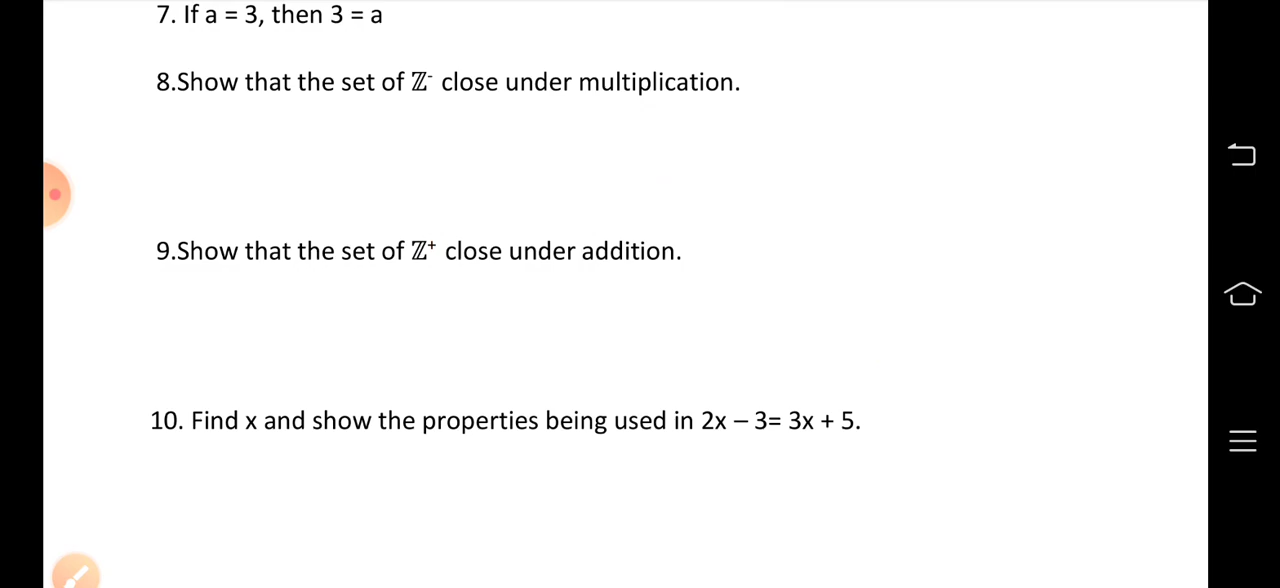 7. If a = 3, then 3 = a
8.Show that the set of ℤ⁻ close under multiplication.
9.Show that the set of ℤ⁺ close under addition.
10. Find x and show the properties being used in 2x – 3= 3x + 5.